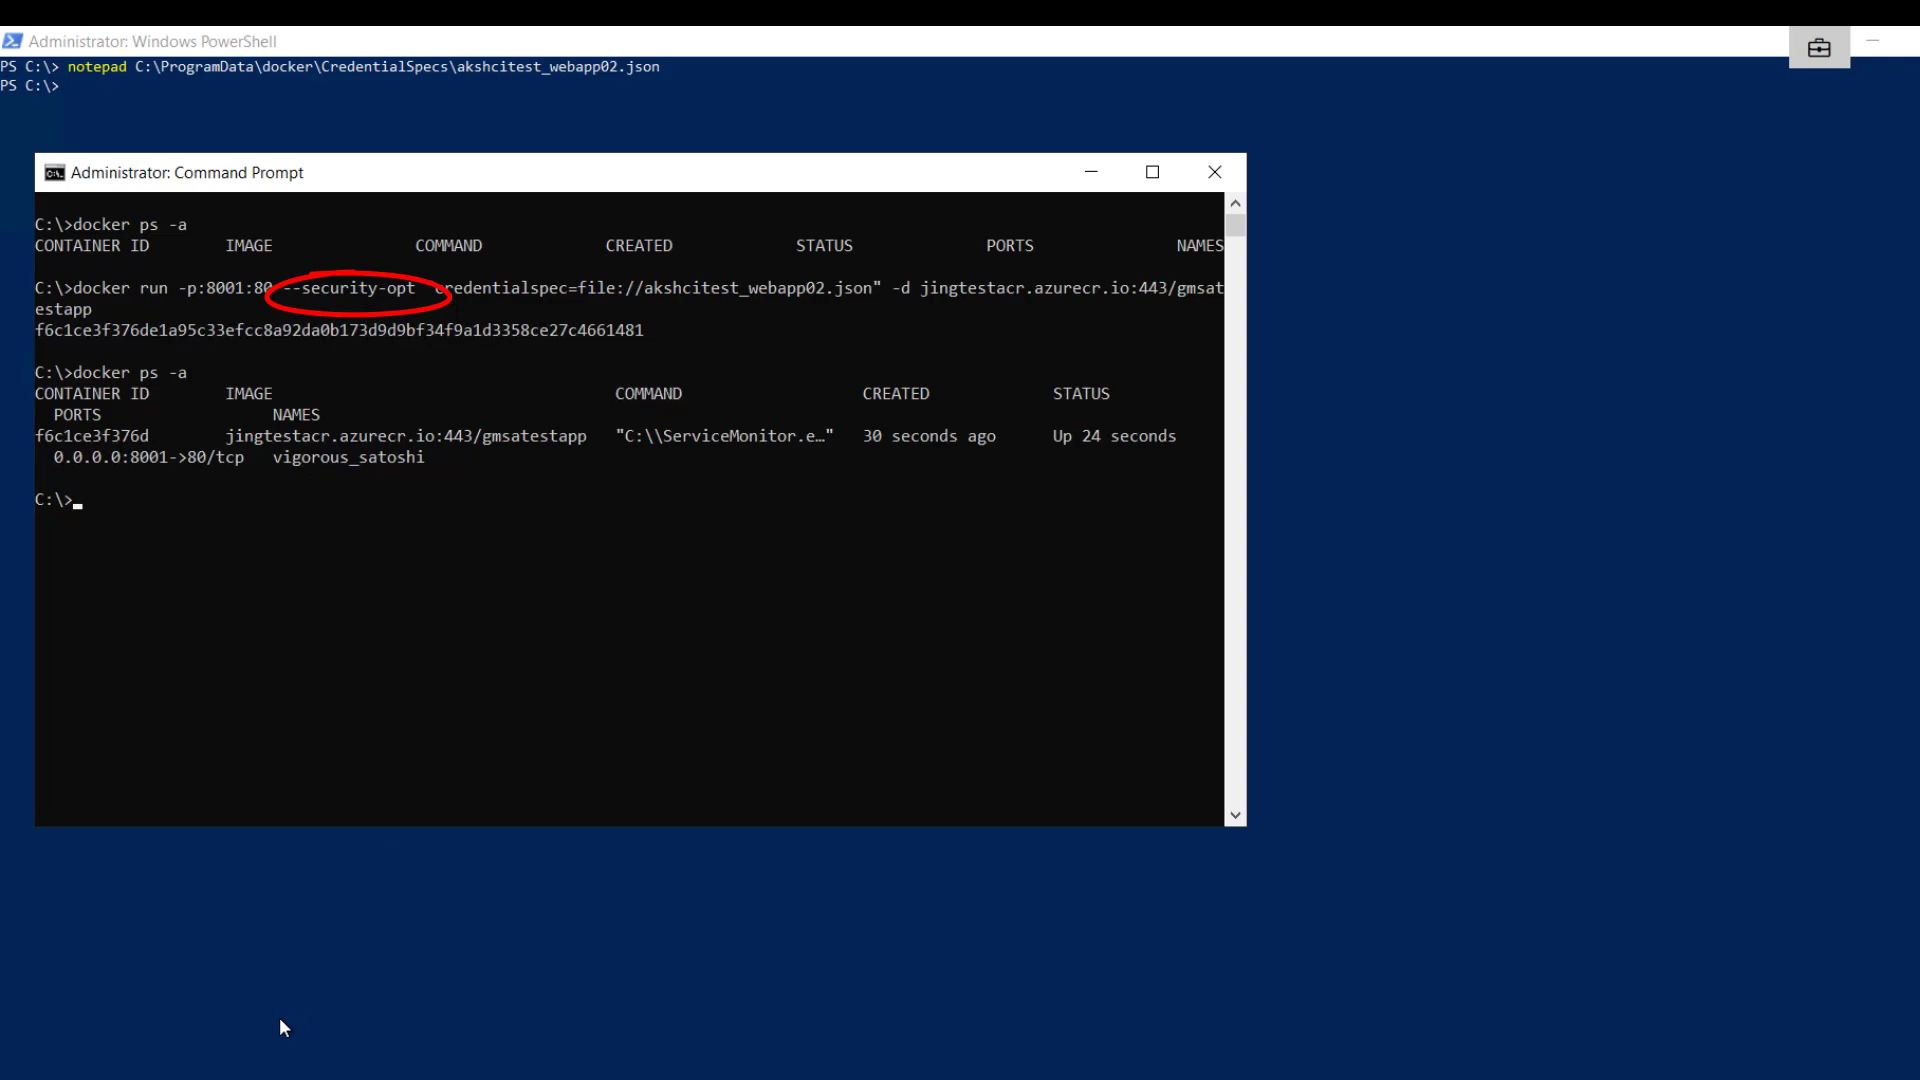 Administrator: Windows PowerShell
PS C:\> notepad C:\ProgramData\docker\CredentialSpecs\akshcitest_webapp02.json
PS C:\>
Administrator: Command Prompt
C:\>docker ps -a
CONTAINER ID IMAGE COMMAND CREATED STATUS PORTS NAMES
C:\>docker run -p:8001:80 --security-opt "credentialspec=file://akshcitest_webapp02.json" -d jingtestacr.azurecr.io:443/gmsat
estapp
f6c1ce3f376de1a95c33efcc8a92da0b173d9d9bf34f9a1d3358ce27c4661481
C:\>docker ps -a
CONTAINER ID IMAGE COMMAND CREATED STATUS
PORTS NAMES
f6c1ce3f376d jingtestacr.azurecr.io:443/gmsatestapp "C:\\ServiceMonitor.e…" 30 seconds ago Up 24 seconds
0.0.0.0:8001->80/tcp vigorous_satoshi
C:\>